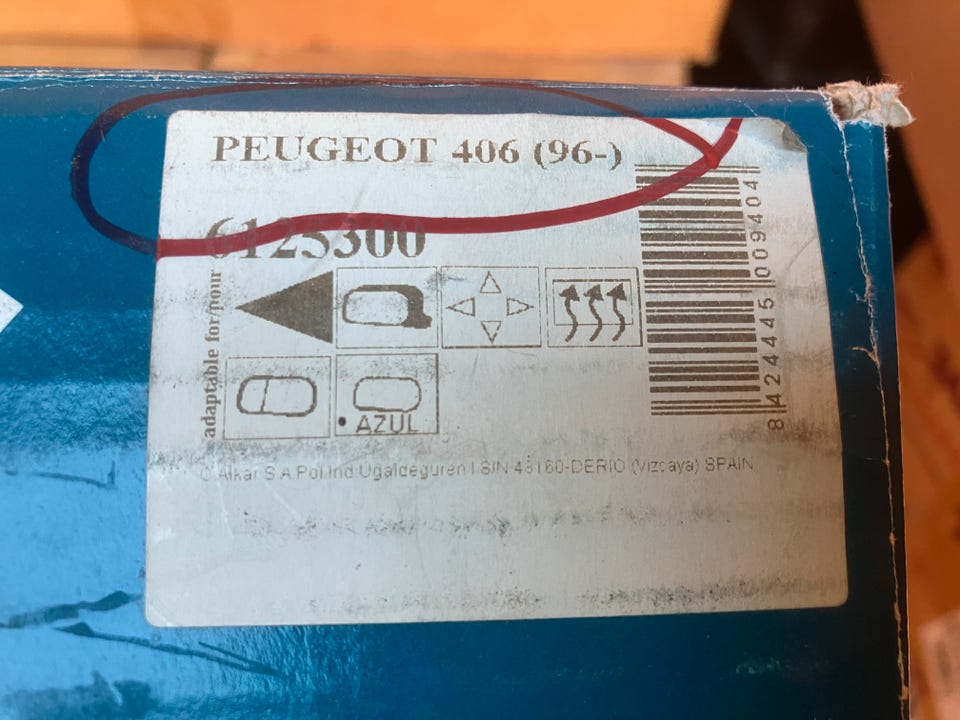 PEUGEOT 406 (96-)
6125300
adaptable for/pour
AZUL
8 424445 009404
C.Alkar S.A.Pol.Ind.Ugaldeguren I S/N 48160-DERIO (Vizcaya) SPAIN